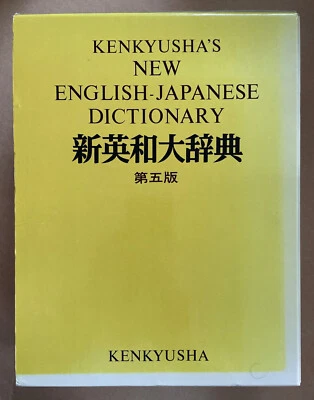 KENKYUSHA'S
NEW
ENGLISH-JAPANESE
DICTIONARY
新英和大辞典
第五版
KENKYUSHA